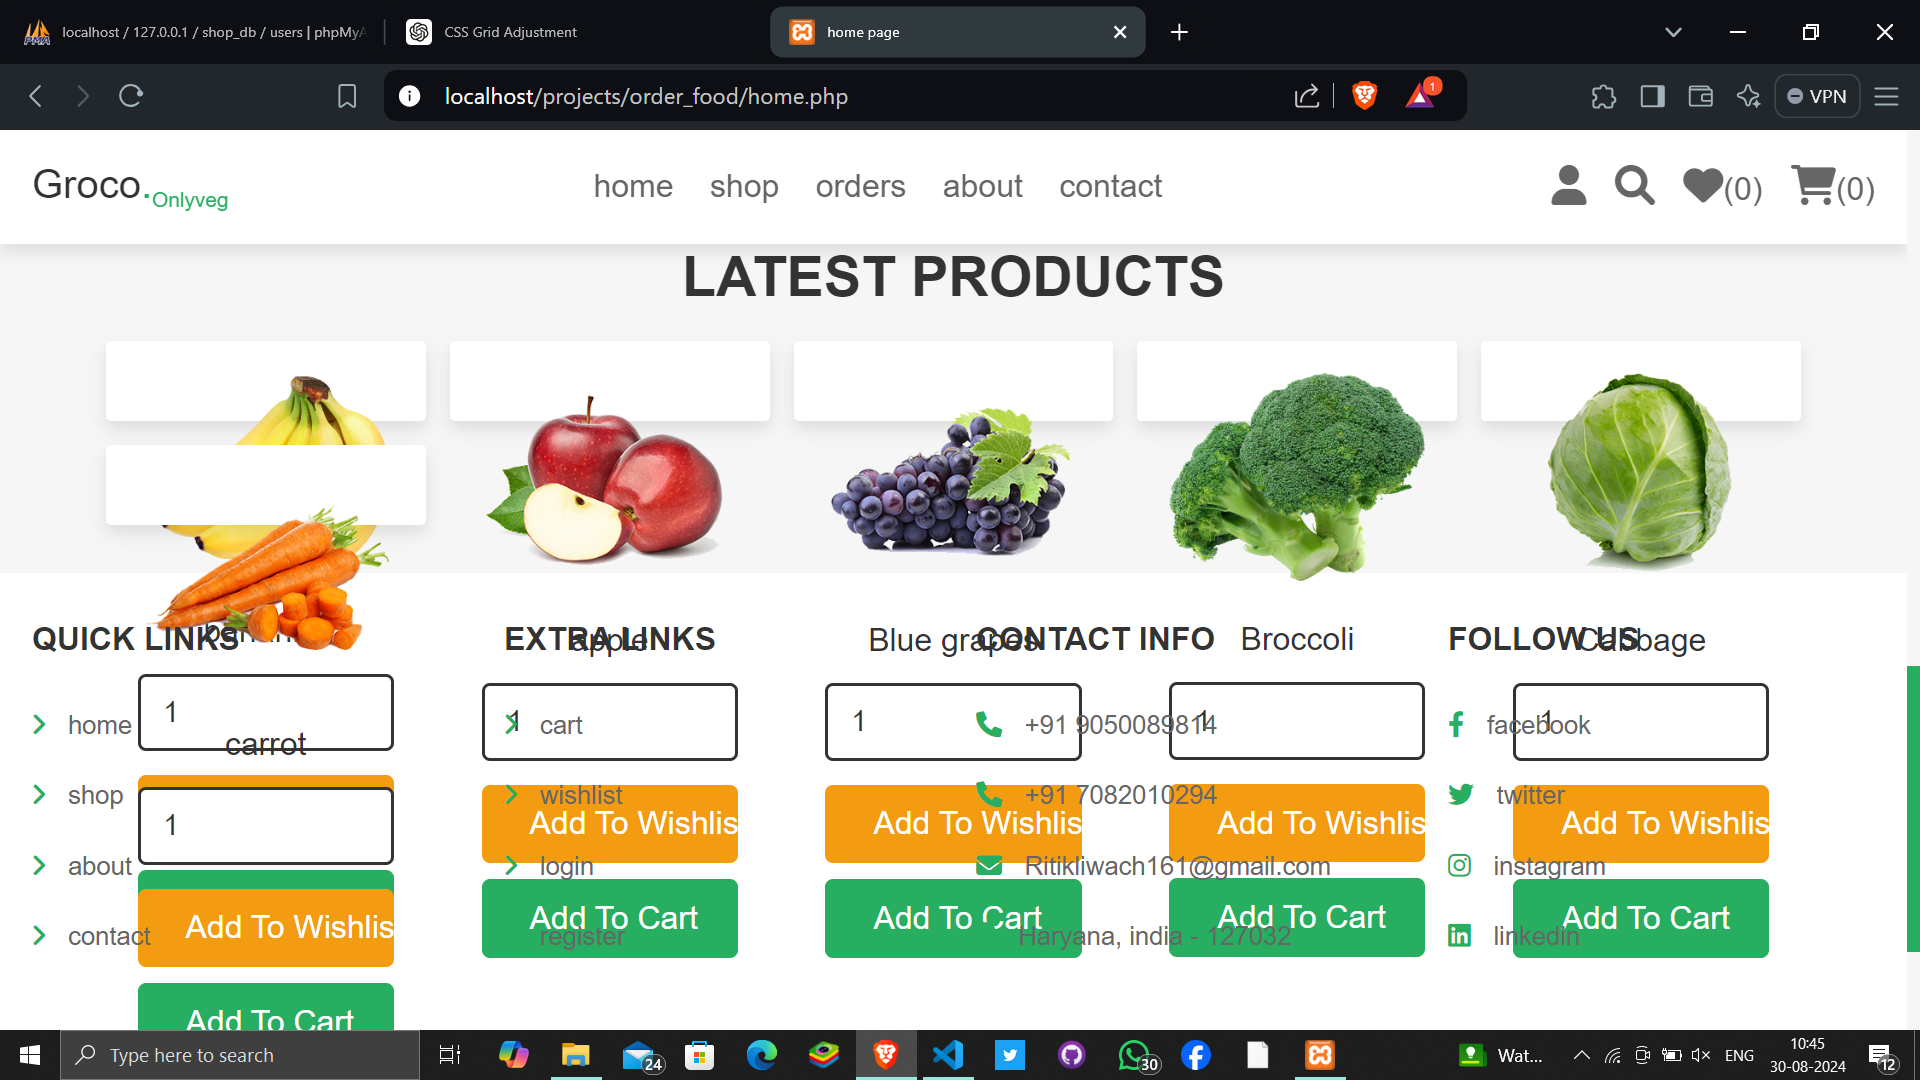 localhost / 127.0.0.1 / shop_db / users | phpMyA
CSS Grid Adjustment
home page
localhost/projects/order_food/home.php
1
VPN
Groco.Onlyveg
home
shop
orders
about
contact
(0)
(0)
LATEST PRODUCTS
QUICK LINKS
EXTRA LINKS
apple
Blue grapes
CONTACT INFO
Broccoli
FOLLOW US
Cabbage
1
1
1
1
1
home
cart
+91 9050089814
facebook
carrot
shop
wishlist
+91 7082010294
twitter
1
Add To Wishlis
Add To Wishlis
Add To Wishlis
Add To Wishlis
about
login
Ritikliwach161@gmail.com
instagram
Add To Wishlis
Add To Cart
Add To Cart
Add To Cart
Add To Cart
contact
register
Haryana, india - 127032
linkedin
Add To Cart
Type here to search
24
30
Wat...
ENG
10:45
30-08-2024
12